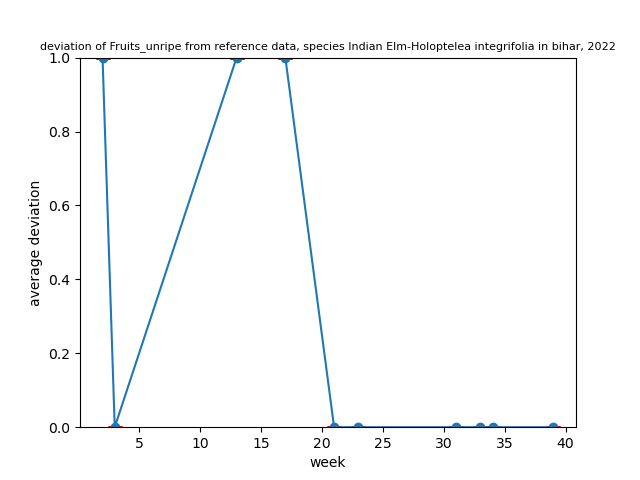 deviation of Fruits_unripe from reference data, species Indian Elm-Holoptelea integrifolia in bihar, 2022
1.0
0.8
0.6
0.4
0.2
0.0
average deviation
5 10 15 20 25 30 35 40
week